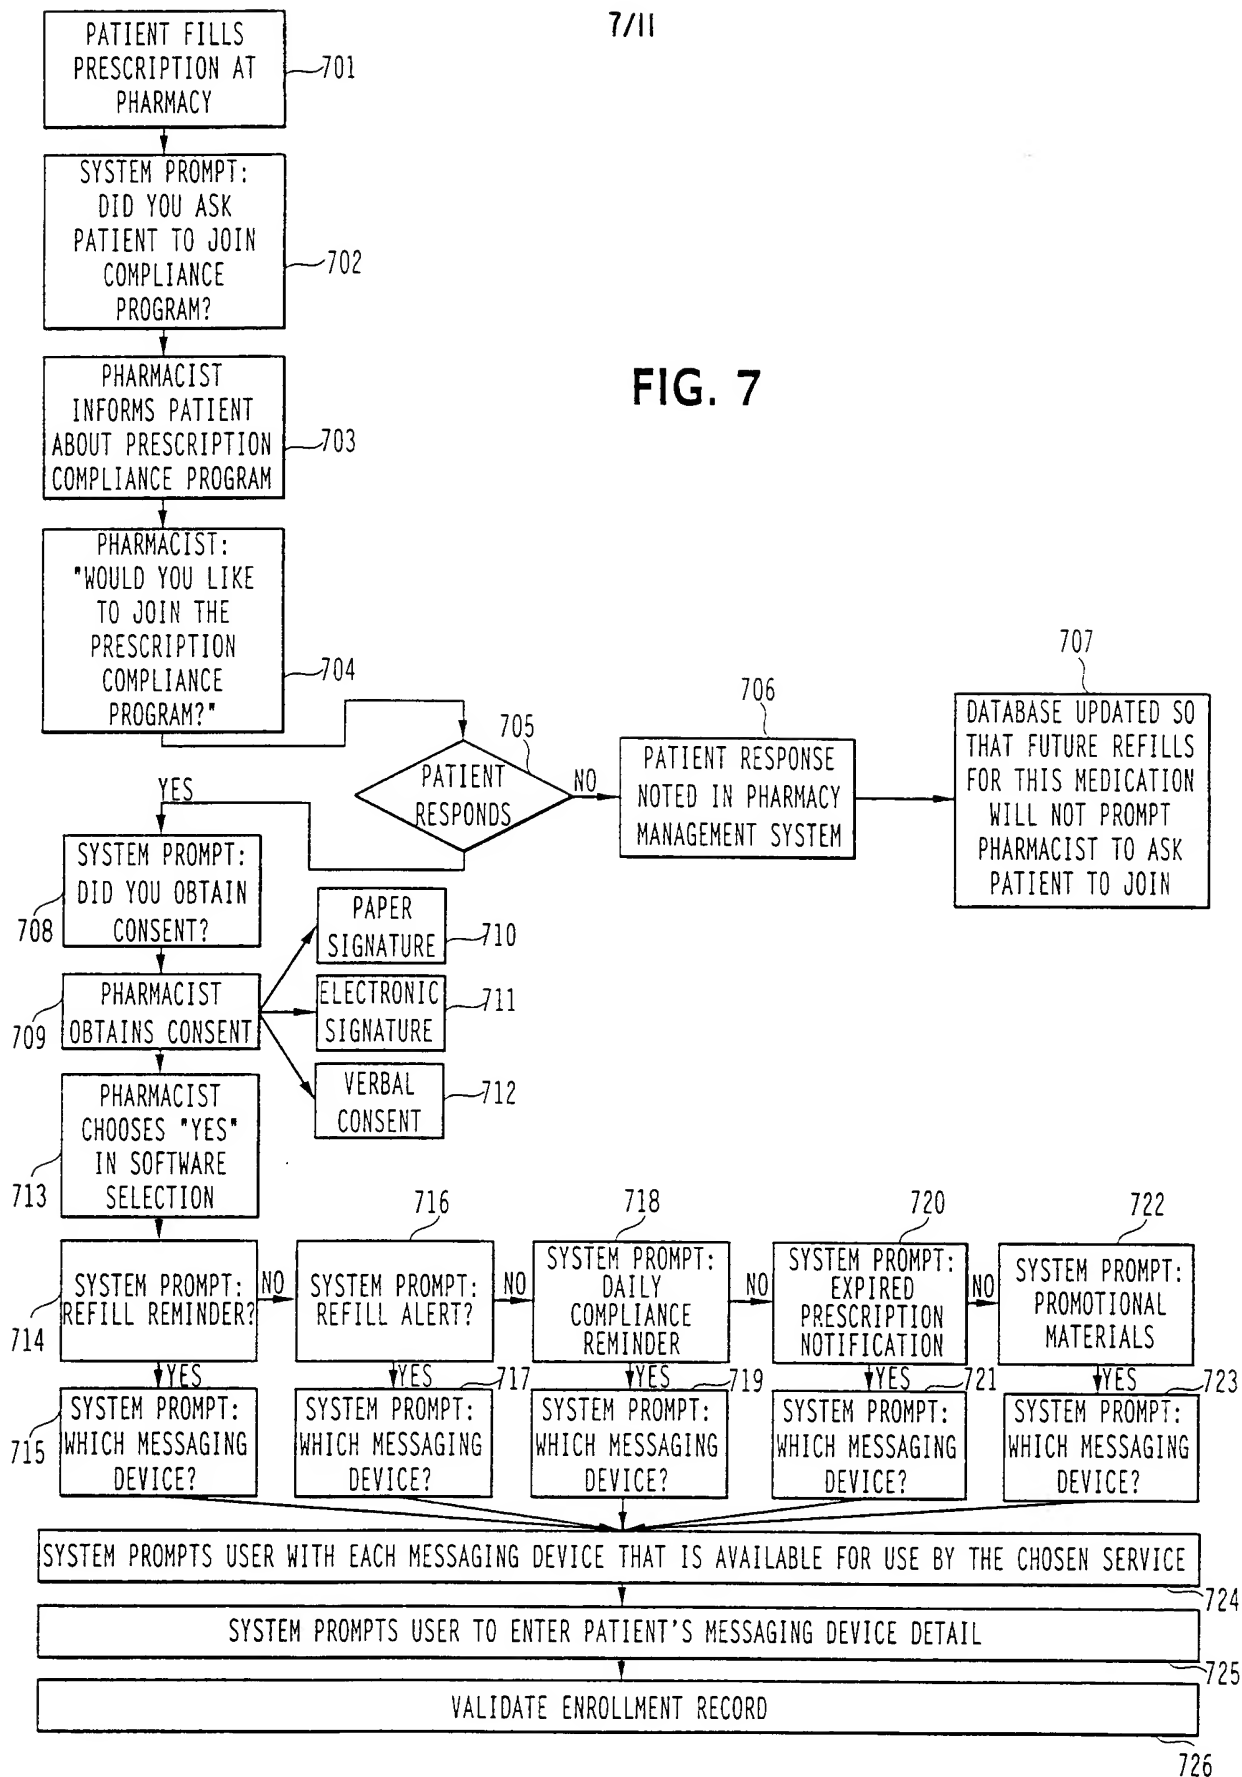 7/11
PATIENT FILLS
PRESCRIPTION AT
PHARMACY
701
SYSTEM PROMPT:
DID YOU ASK
PATIENT TO JOIN
COMPLIANCE
PROGRAM?
702
PHARMACIST
INFORMS PATIENT
ABOUT PRESCRIPTION
COMPLIANCE PROGRAM
703
FIG. 7
PHARMACIST:
"WOULD YOU LIKE
TO JOIN THE
PRESCRIPTION
COMPLIANCE
PROGRAM?"
704
705
PATIENT
RESPONDS
NO
706
PATIENT RESPONSE
NOTED IN PHARMACY
MANAGEMENT SYSTEM
707
DATABASE UPDATED SO
THAT FUTURE REFILLS
FOR THIS MEDICATION
WILL NOT PROMPT
PHARMACIST TO ASK
PATIENT TO JOIN
YES
SYSTEM PROMPT:
DID YOU OBTAIN
CONSENT?
708
PHARMACIST
OBTAINS CONSENT
709
PAPER
SIGNATURE
710
ELECTRONIC
SIGNATURE
711
VERBAL
CONSENT
712
PHARMACIST
CHOOSES "YES"
IN SOFTWARE
SELECTION
713
SYSTEM PROMPT:
REFILL REMINDER?
714
NO
716
SYSTEM PROMPT:
REFILL ALERT?
NO
718
SYSTEM PROMPT:
DAILY
COMPLIANCE
REMINDER
NO
720
SYSTEM PROMPT:
EXPIRED
PRESCRIPTION
NOTIFICATION
NO
722
SYSTEM PROMPT:
PROMOTIONAL
MATERIALS
YES
SYSTEM PROMPT:
WHICH MESSAGING
DEVICE?
715
YES
717
SYSTEM PROMPT:
WHICH MESSAGING
DEVICE?
YES
719
SYSTEM PROMPT:
WHICH MESSAGING
DEVICE?
YES
721
SYSTEM PROMPT:
WHICH MESSAGING
DEVICE?
YES
723
SYSTEM PROMPT:
WHICH MESSAGING
DEVICE?
SYSTEM PROMPTS USER WITH EACH MESSAGING DEVICE THAT IS AVAILABLE FOR USE BY THE CHOSEN SERVICE
724
SYSTEM PROMPTS USER TO ENTER PATIENT'S MESSAGING DEVICE DETAIL
725
VALIDATE ENROLLMENT RECORD
726